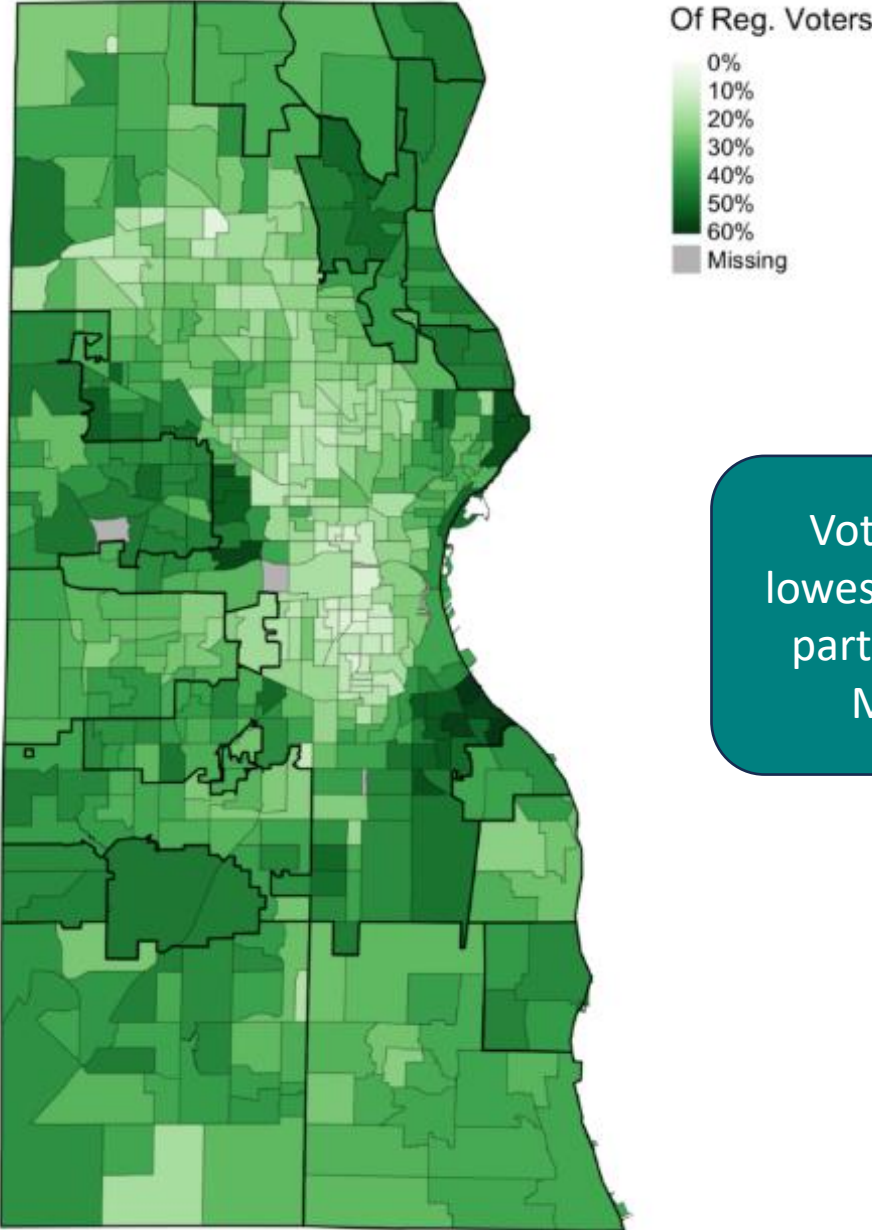 Of Reg. Voters
0%
10%
20%
30%
40%
50%
60%
Missing
Vot
lowes
part
M